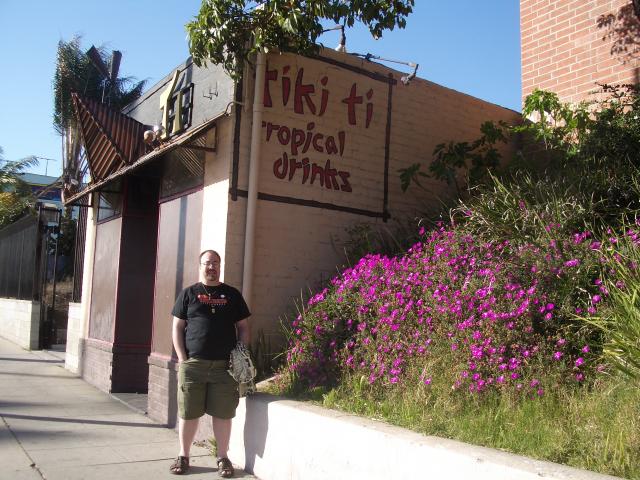 tiki ti
tropical
drinks